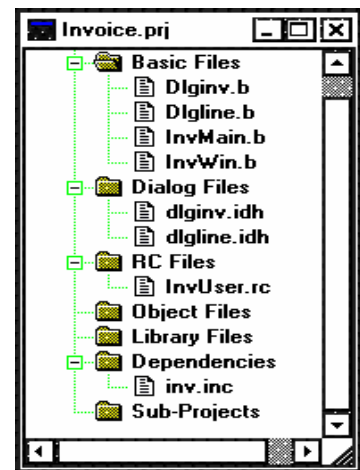 Invoice.prj
Basic Files
Dlginv.b
Dlgline.b
InvMain.b
InvWin.b
Dialog Files
dlginv.idh
dlgline.idh
RC Files
InvUser.rc
Object Files
Library Files
Dependencies
inv.inc
Sub-Projects